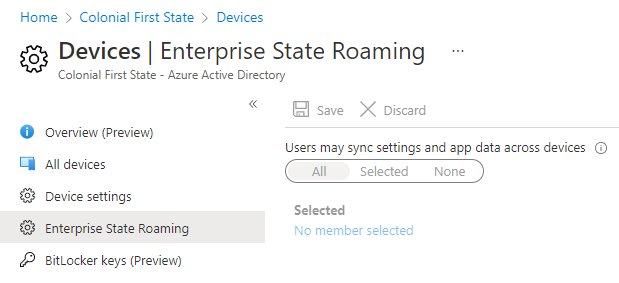 Home > Colonial First State > Devices
Devices | Enterprise State Roaming ...
Colonial First State - Azure Active Directory
«
Save Discard
Overview (Preview)
Users may sync settings and app data across devices
All devices
All Selected None
Device settings
Selected
Enterprise State Roaming
No member selected
BitLocker keys (Preview)